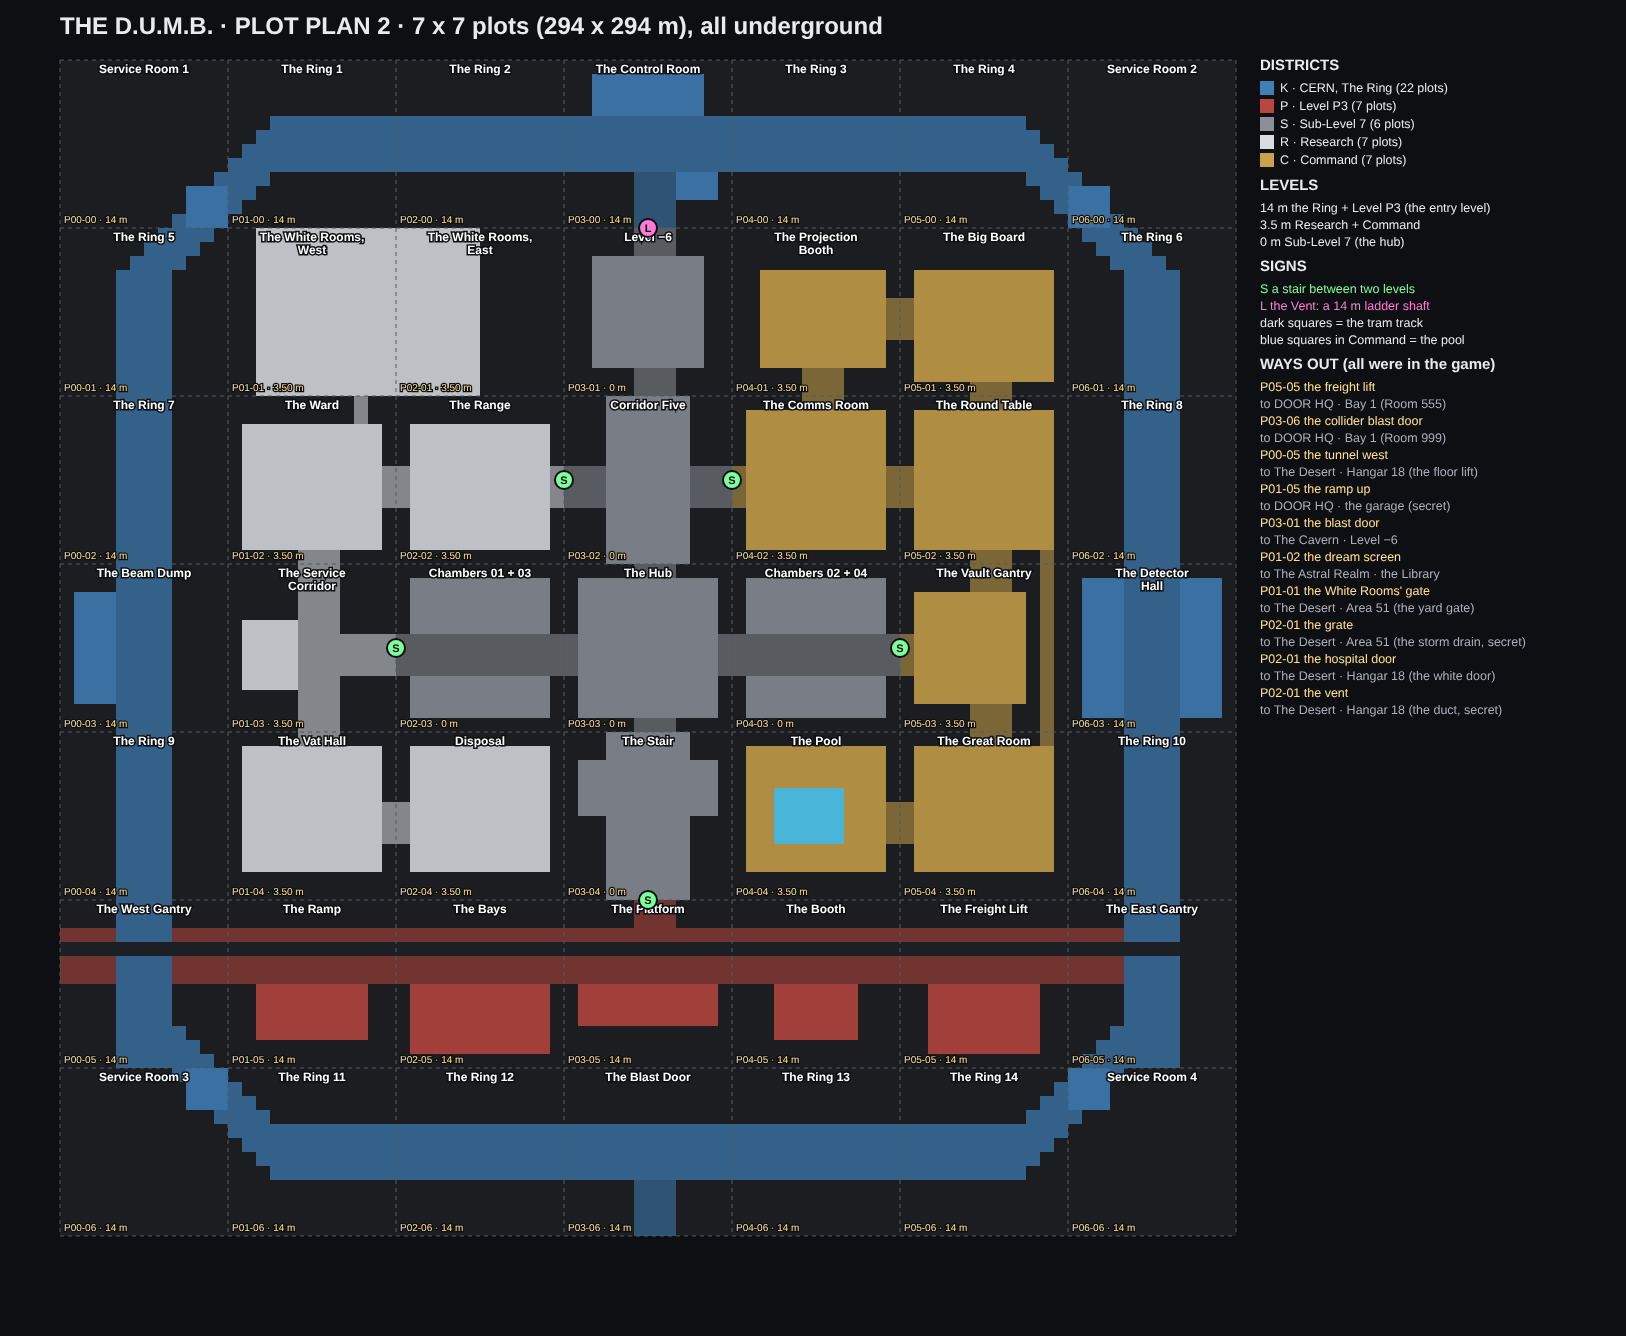 THE D.U.M.B. · PLOT PLAN 2 · 7 x 7 plots (294 x 294 m), all underground
Service Room 1
The Ring 1
The Ring 2
The Control Room
The Ring 3
The Ring 4
Service Room 2
P00-00 · 14 m
P01-00 · 14 m
P02-00 · 14 m
P03-00 · 14 m
P04-00 · 14 m
P05-00 · 14 m
P06-00 · 14 m
L
The Ring 5
The White Rooms,
West
The White Rooms,
East
Level −6
The Projection
Booth
The Big Board
The Ring 6
P00-01 · 14 m
P01-01 · 3.50 m
P02-01 · 3.50 m
P03-01 · 0 m
P04-01 · 3.50 m
P05-01 · 3.50 m
P06-01 · 14 m
The Ring 7
The Ward
The Range
Corridor Five
The Comms Room
The Round Table
The Ring 8
S
S
P00-02 · 14 m
P01-02 · 3.50 m
P02-02 · 3.50 m
P03-02 · 0 m
P04-02 · 3.50 m
P05-02 · 3.50 m
P06-02 · 14 m
The Beam Dump
The Service
Corridor
Chambers 01 + 03
The Hub
Chambers 02 + 04
The Vault Gantry
The Detector
Hall
S
S
P00-03 · 14 m
P01-03 · 3.50 m
P02-03 · 0 m
P03-03 · 0 m
P04-03 · 0 m
P05-03 · 3.50 m
P06-03 · 14 m
The Ring 9
The Vat Hall
Disposal
The Stair
The Pool
The Great Room
The Ring 10
P00-04 · 14 m
P01-04 · 3.50 m
P02-04 · 3.50 m
P03-04 · 0 m
P04-04 · 3.50 m
P05-04 · 3.50 m
P06-04 · 14 m
S
The West Gantry
The Ramp
The Bays
The Platform
The Booth
The Freight Lift
The East Gantry
P00-05 · 14 m
P01-05 · 14 m
P02-05 · 14 m
P03-05 · 14 m
P04-05 · 14 m
P05-05 · 14 m
P06-05 · 14 m
Service Room 3
The Ring 11
The Ring 12
The Blast Door
The Ring 13
The Ring 14
Service Room 4
P00-06 · 14 m
P01-06 · 14 m
P02-06 · 14 m
P03-06 · 14 m
P04-06 · 14 m
P05-06 · 14 m
P06-06 · 14 m
DISTRICTS
K · CERN, The Ring (22 plots)
P · Level P3 (7 plots)
S · Sub-Level 7 (6 plots)
R · Research (7 plots)
C · Command (7 plots)
LEVELS
14 m the Ring + Level P3 (the entry level)
3.5 m Research + Command
0 m Sub-Level 7 (the hub)
SIGNS
S a stair between two levels
L the Vent: a 14 m ladder shaft
dark squares = the tram track
blue squares in Command = the pool
WAYS OUT (all were in the game)
P05-05 the freight lift
to DOOR HQ · Bay 1 (Room 555)
P03-06 the collider blast door
to DOOR HQ · Bay 1 (Room 999)
P00-05 the tunnel west
to The Desert · Hangar 18 (the floor lift)
P01-05 the ramp up
to DOOR HQ · the garage (secret)
P03-01 the blast door
to The Cavern · Level −6
P01-02 the dream screen
to The Astral Realm · the Library
P01-01 the White Rooms' gate
to The Desert · Area 51 (the yard gate)
P02-01 the grate
to The Desert · Area 51 (the storm drain, secret)
P02-01 the hospital door
to The Desert · Hangar 18 (the white door)
P02-01 the vent
to The Desert · Hangar 18 (the duct, secret)